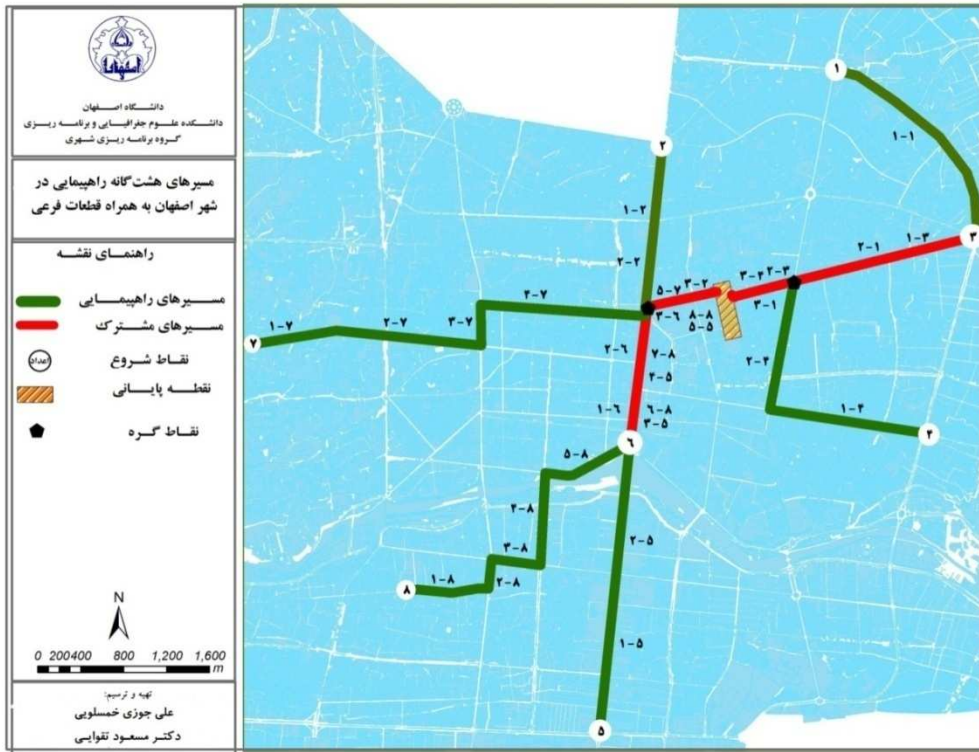 اصفهان
دانشگاه اصفهان
دانشکده علوم جغرافیایی و برنامه ریزی
گروه برنامه ریزی شهری
مسیرهای هشت گانه راهپیمایی در
شهر اصفهان به همراه قطعات فرعی
راهنمای نقشه
مسیرهای راهپیمایی
مسیرهای مشترک
اعداد
نقاط شروع
نقطه پایانی
نقاط گره
N
0 200400 800 1,200 1,600
m
تهیه و ترسیم:
علی جوزی خمسلویی
دکتر مسعود تقوایی
۱
۱-۱
۲
۱-۲
۲-۲
۳
۱-۳
۲-۱
۲-۳
۳-۴
۳-۱
۳-۲
۵-۷
۳-۶
۸-۸
۵-۵
۴-۷
۳-۷
۲-۷
۱-۷
۷
۲-۶
۷-۸
۴-۵
۱-۶
۶-۸
۳-۵
۶
۲-۴
۱-۴
۴
۵-۸
۴-۸
۳-۸
۲-۸
۱-۸
۸
۲-۵
۱-۵
۵